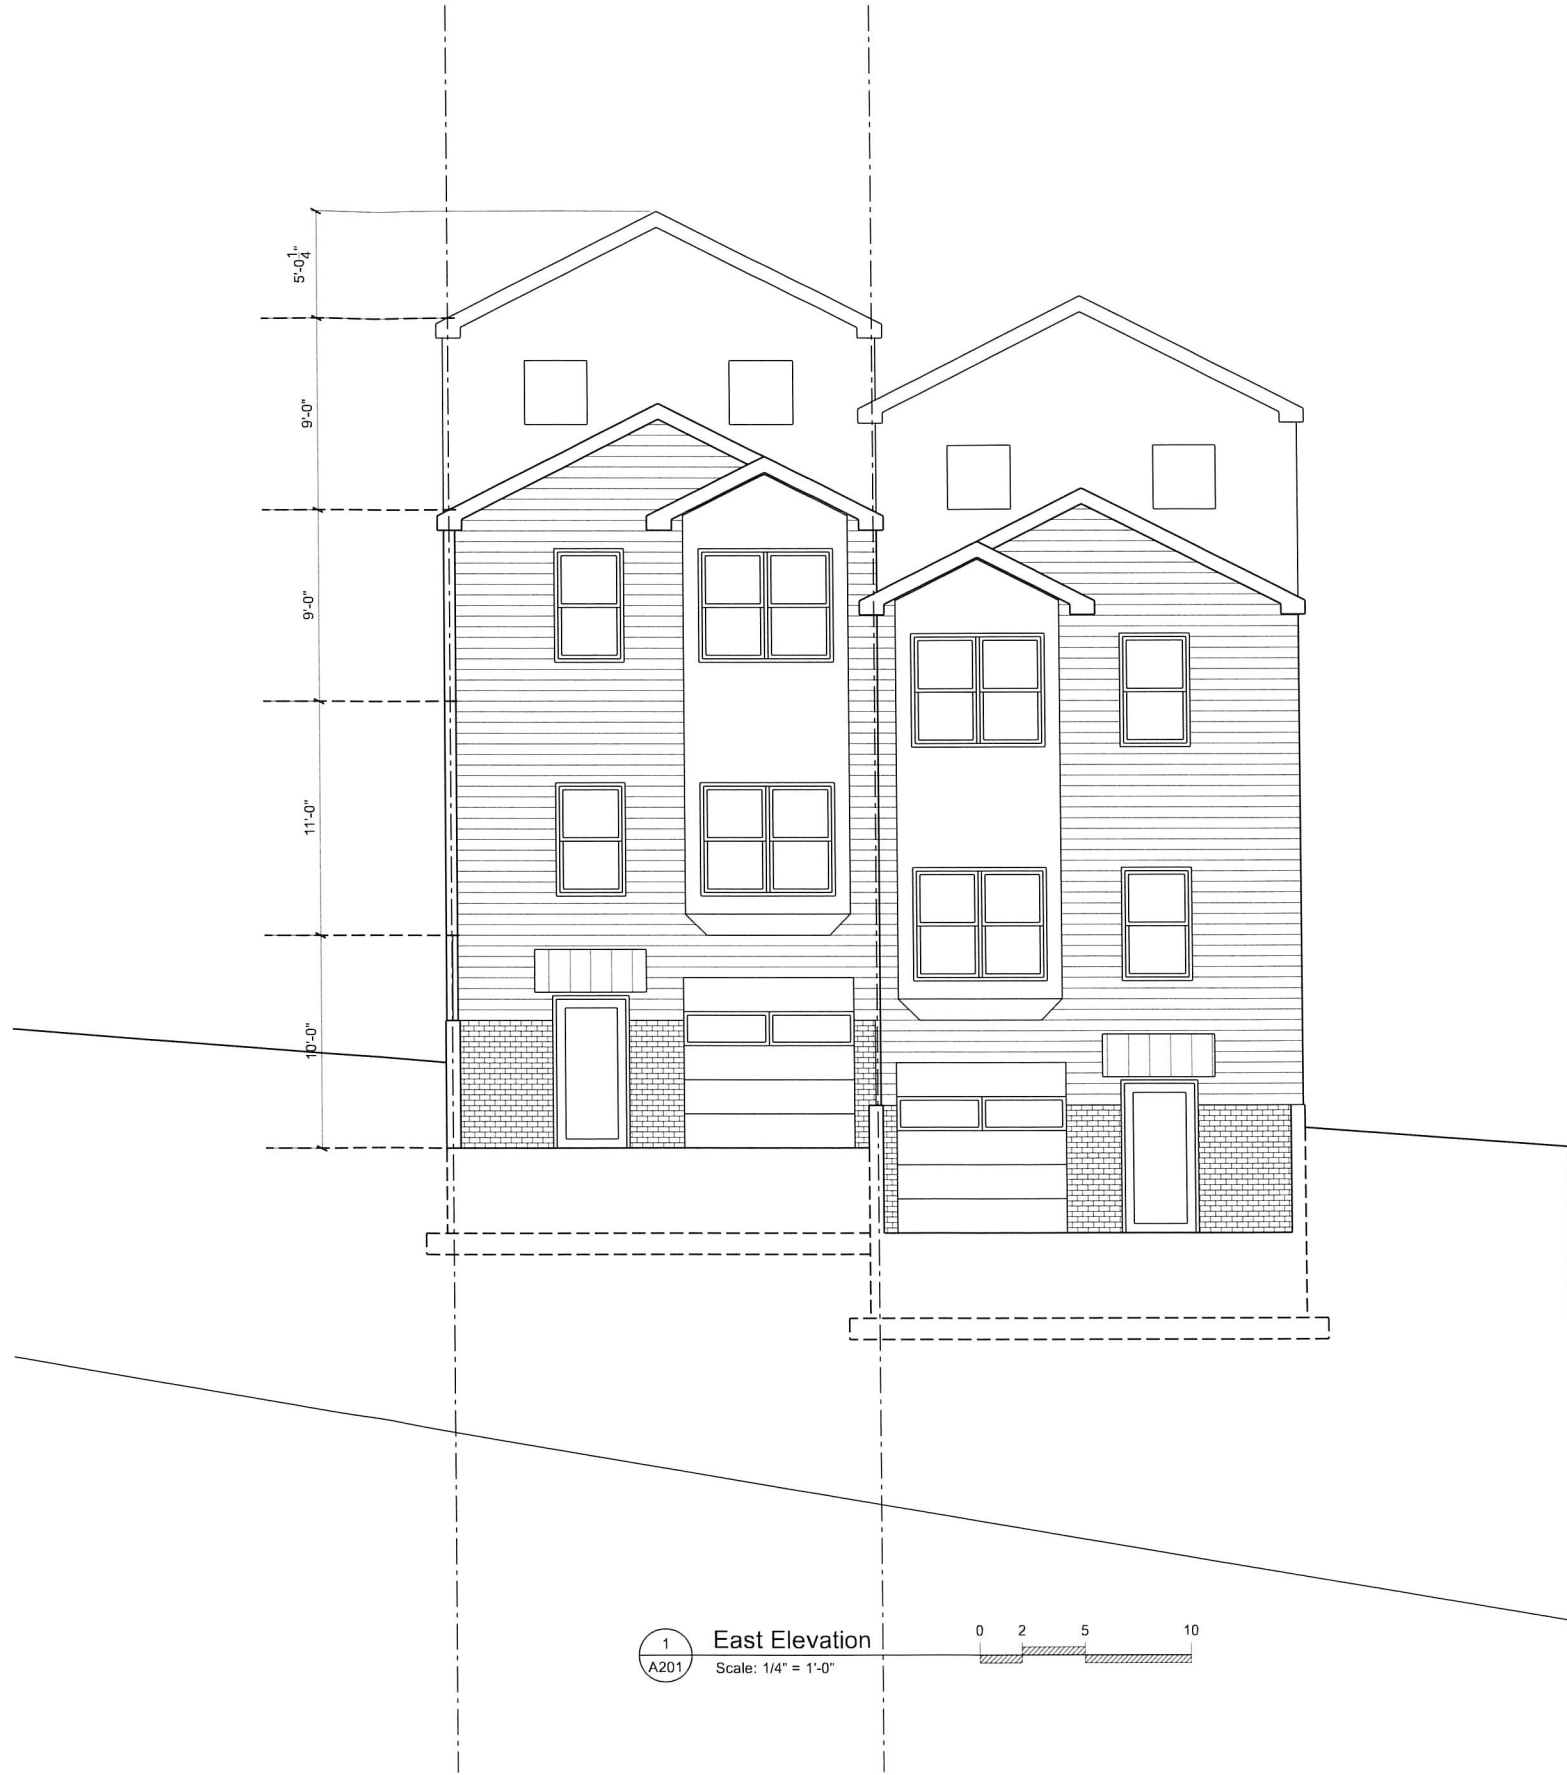 5'-0 1/4"
9'-0"
9'-0"
11'-0"
10'-0"
1
A201
East Elevation
Scale: 1/4" = 1'-0"
0 2 5 10